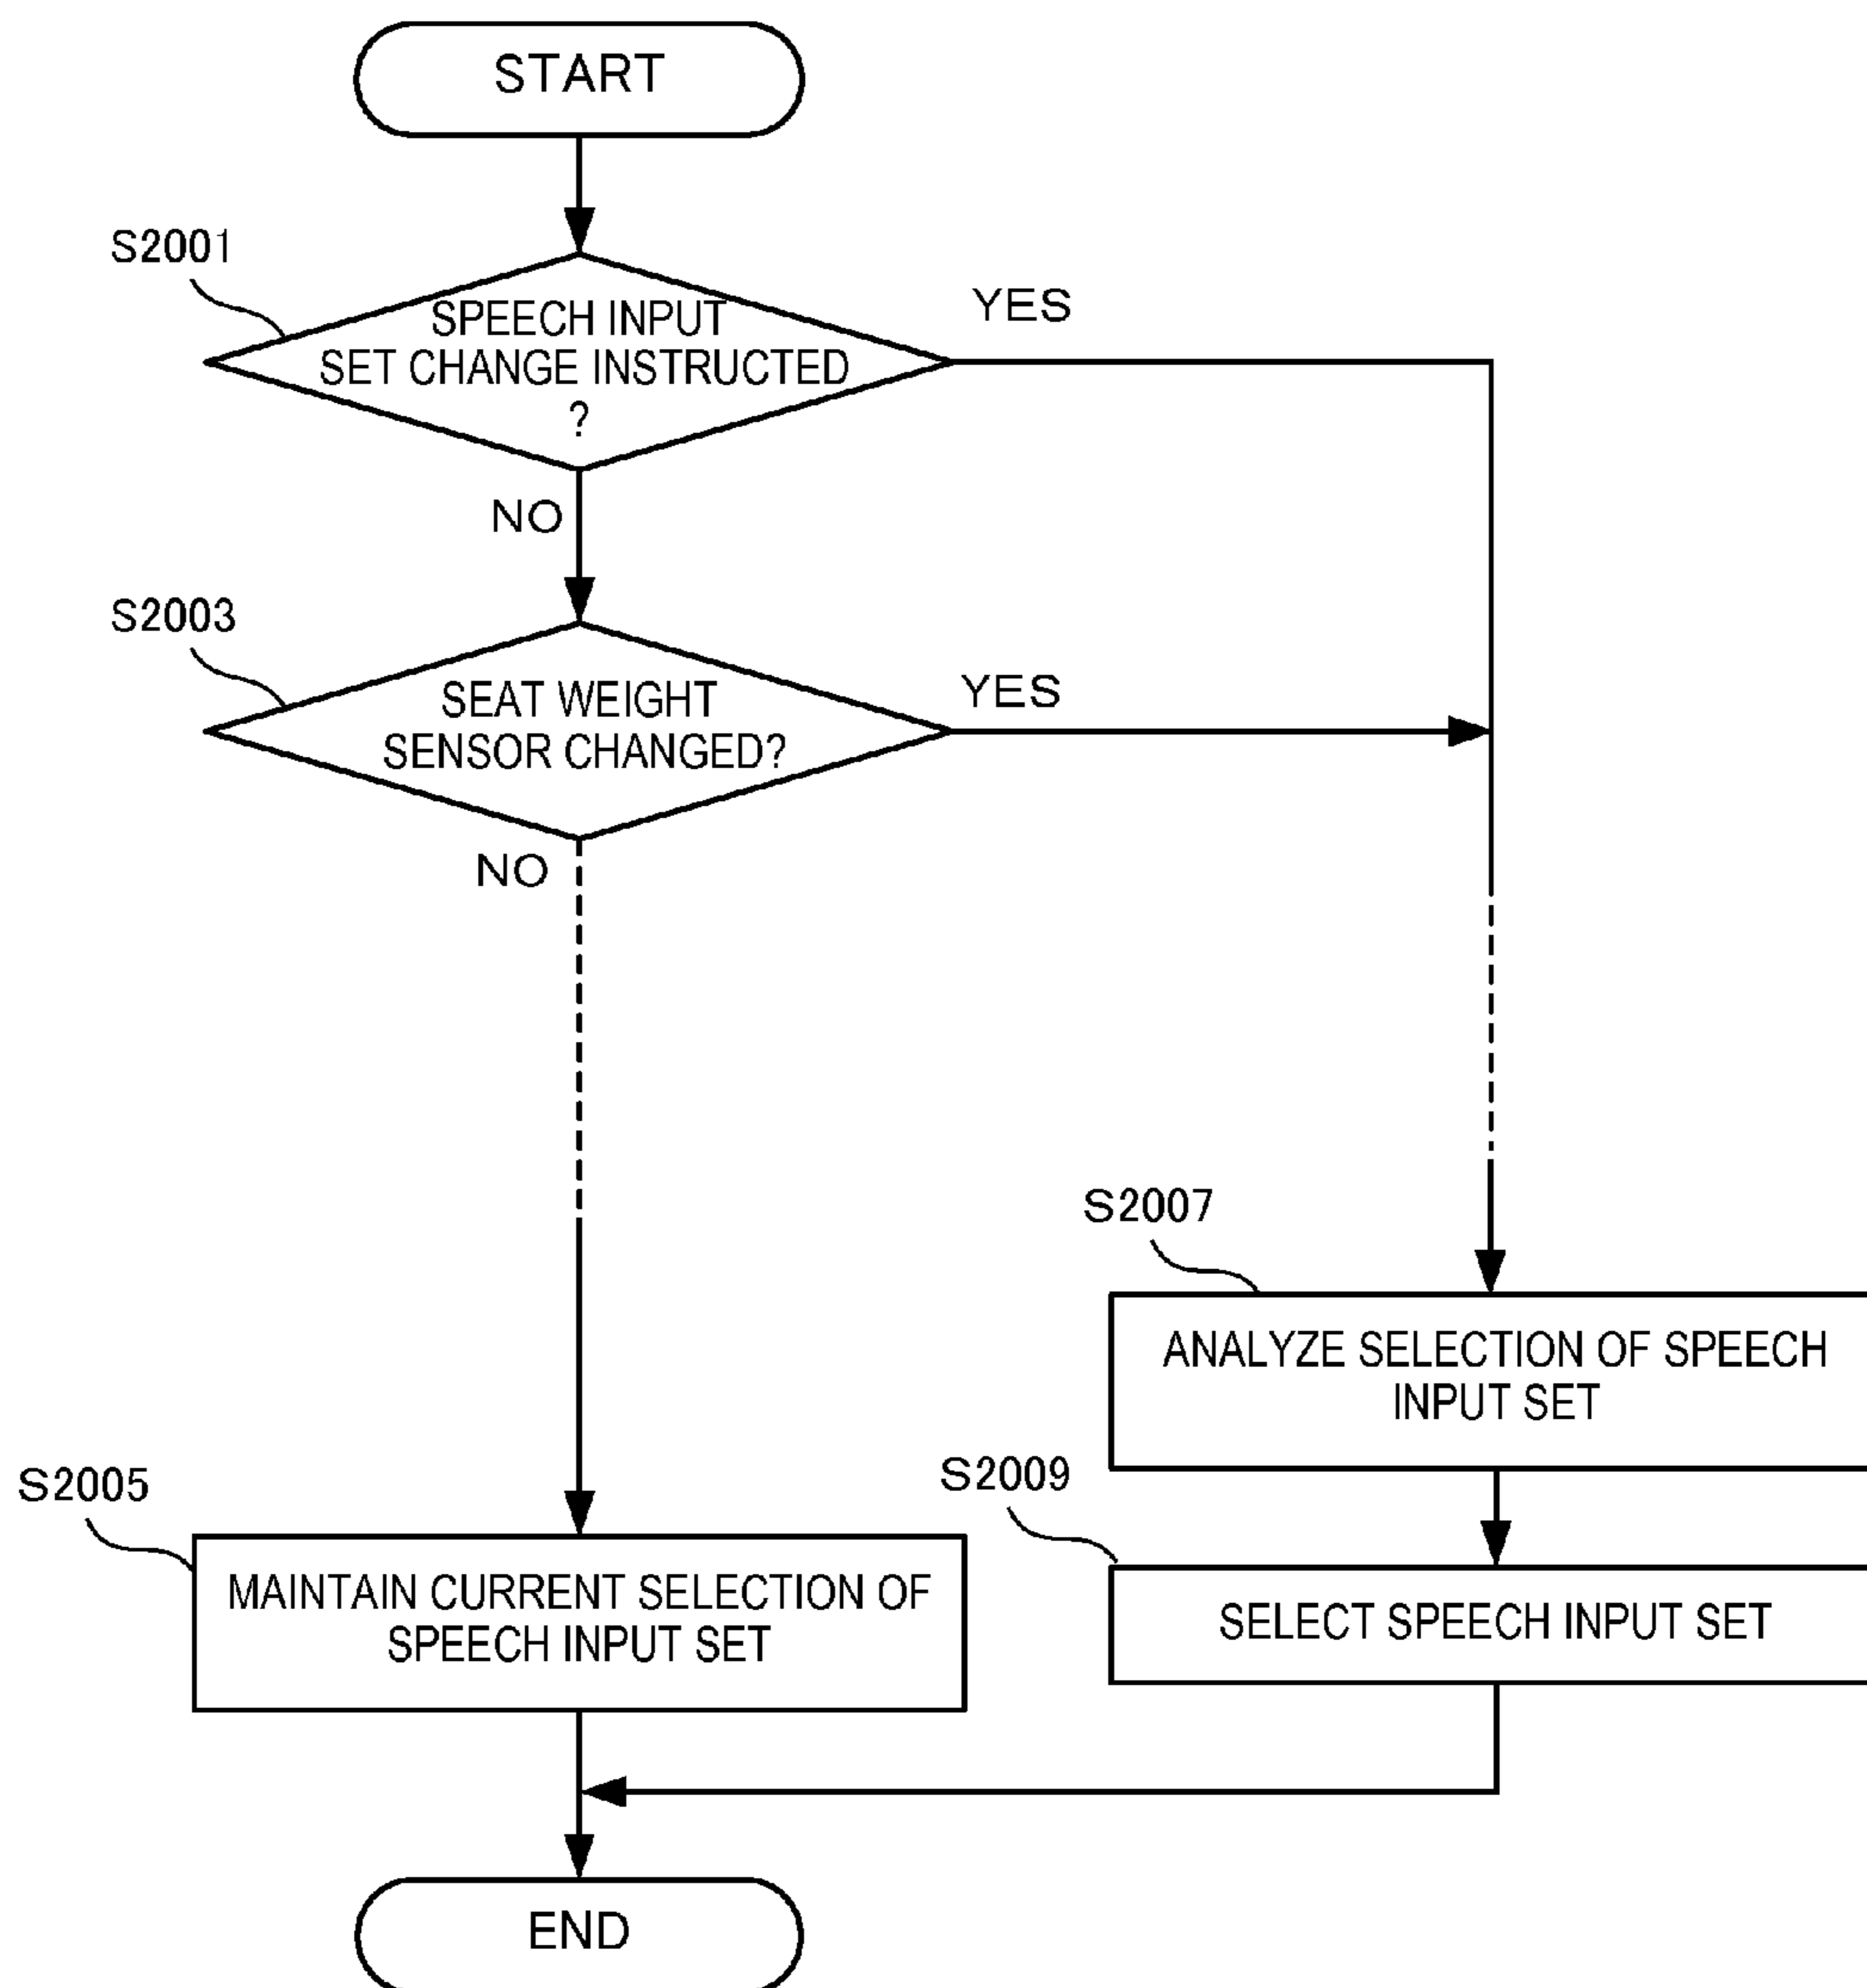 START
S2001
SPEECH INPUT
SET CHANGE INSTRUCTED
?
YES
NO
S2003
SEAT WEIGHT
SENSOR CHANGED?
YES
NO
S2007
ANALYZE SELECTION OF SPEECH
INPUT SET
S2005
MAINTAIN CURRENT SELECTION OF
SPEECH INPUT SET
S2009
SELECT SPEECH INPUT SET
END